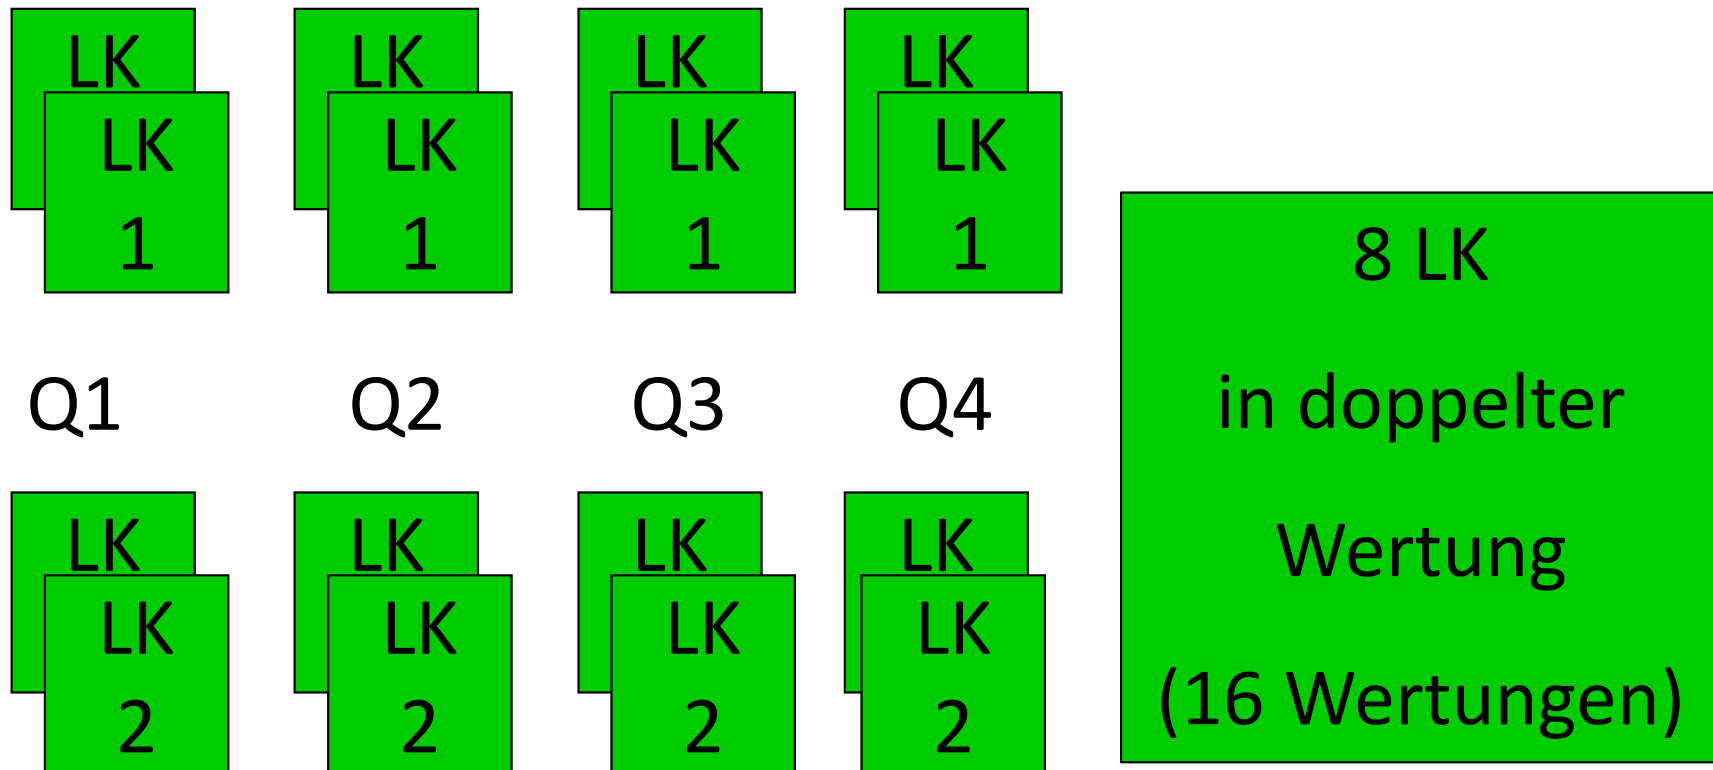 LK LK LK LK
LK LK LK LK
1 1 1 1
Q1 Q2 Q3 Q4
LK LK LK LK
LK LK LK LK
2 2 2 2
8 LK
in doppelter
Wertung
(16 Wertungen)